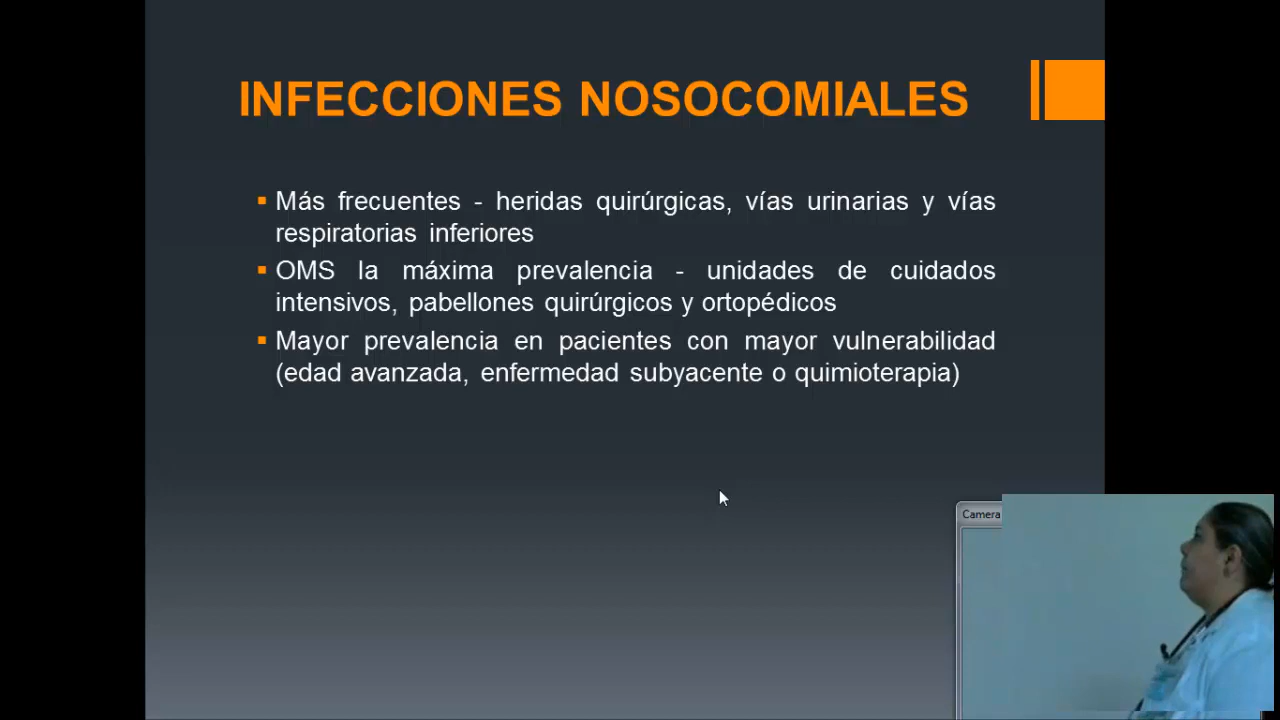 INFECCIONES NOSOCOMIALES
Más frecuentes - heridas quirúrgicas, vías urinarias y vías
respiratorias inferiores
OMS la máxima prevalencia - unidades de cuidados
intensivos, pabellones quirúrgicos y ortopédicos
Mayor prevalencia en pacientes con mayor vulnerabilidad
(edad avanzada, enfermedad subyacente o quimioterapia)
Camera